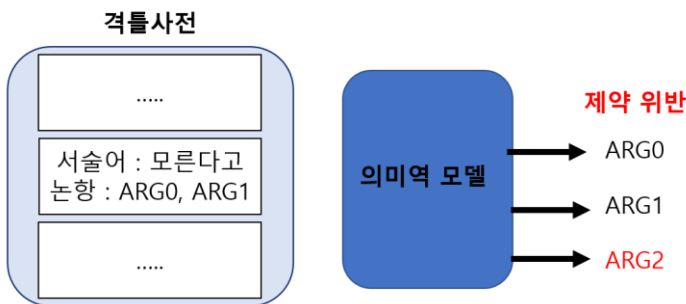 격틀사전
.....
서술어 : 모른다고
논항 : ARG0, ARG1
.....
의미역 모델
제약 위반
ARG0
ARG1
ARG2